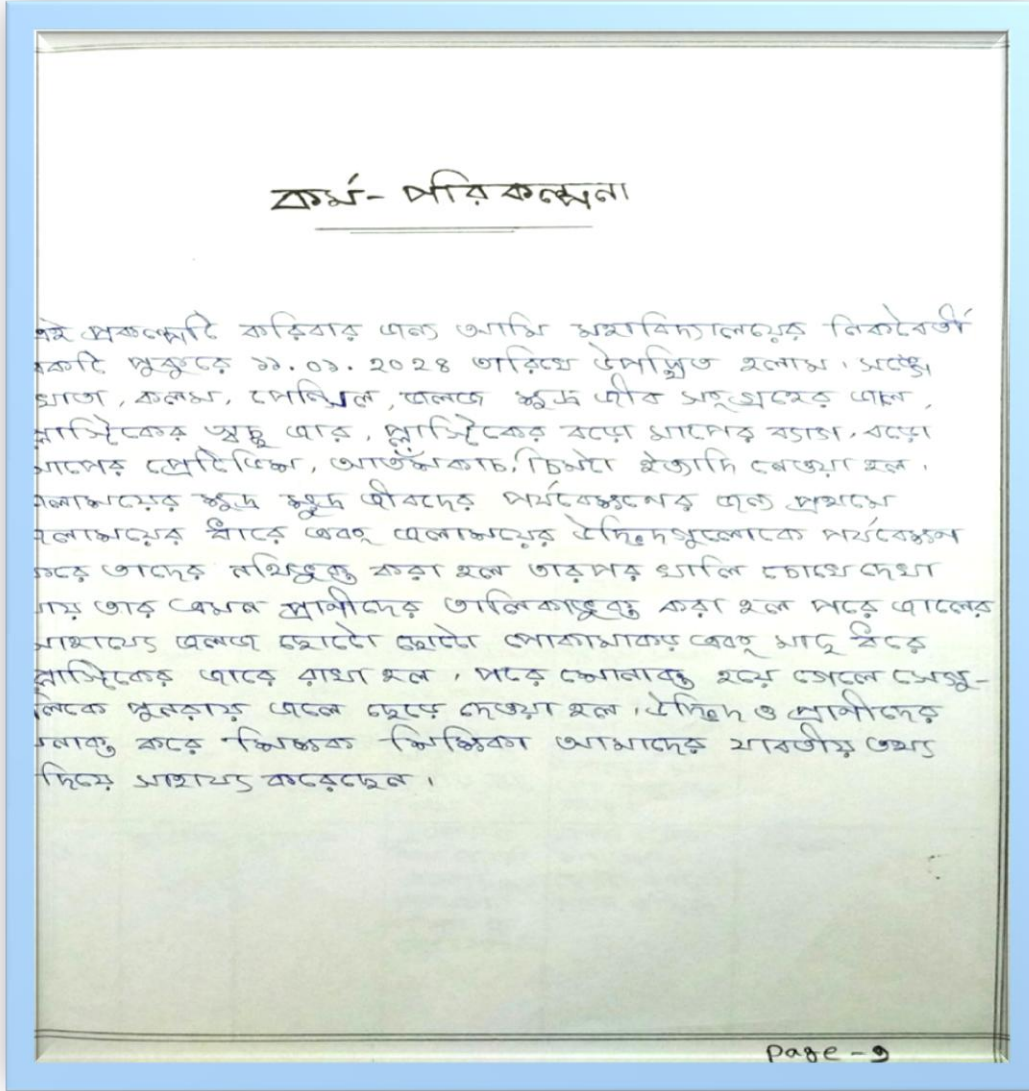 কর্ম- পরিকল্পনা
এই প্রকল্পটি করিবার জন্য আমি মহাবিদ্যালয়ের নিকটবর্তী
একটি পুকুরে ১১.০১.২০২৪ তারিখে উপস্থিত হলাম। সঙ্গে
খাতা, কলম, পেন্সিল, জলজ ক্ষুদ্র জীব সংগ্রহের জাল,
প্লাস্টিকের স্বচ্ছ জার, প্লাস্টিকের বড়ো মাপের ব্যাগ, বড়ো
মাপের পেট্রিডিশ, আতসকাচ, চিমটা ইত্যাদি নেওয়া হল।
জলাশয়ের ক্ষুদ্র ক্ষুদ্র জীবদের পর্যবেক্ষণের জন্য প্রথমে
জলাশয়ের ধারে এবং জলাশয়ের উদ্ভিদগুলোকে পর্যবেক্ষণ
করে তাদের নথিভুক্ত করা হল তারপর খালি চোখে দেখা
যায় তার এমন প্রাণীদের তালিকাভুক্ত করা হল পরে জালের
সাহায্যে জলজ ছোটো ছোটো পোকামাকড় এবং মাছ ধরে
প্লাস্টিকের জারে রাখা হল, পরে শনাক্ত হয়ে গেলে সেগু-
লিকে পুনরায় জলে ছেড়ে দেওয়া হল। উদ্ভিদ ও প্রাণীদের
শনাক্ত করে শিক্ষক শিক্ষিকা আমাদের যাবতীয় তথ্য
দিয়ে সাহায্য করেছেন।
Page - 9